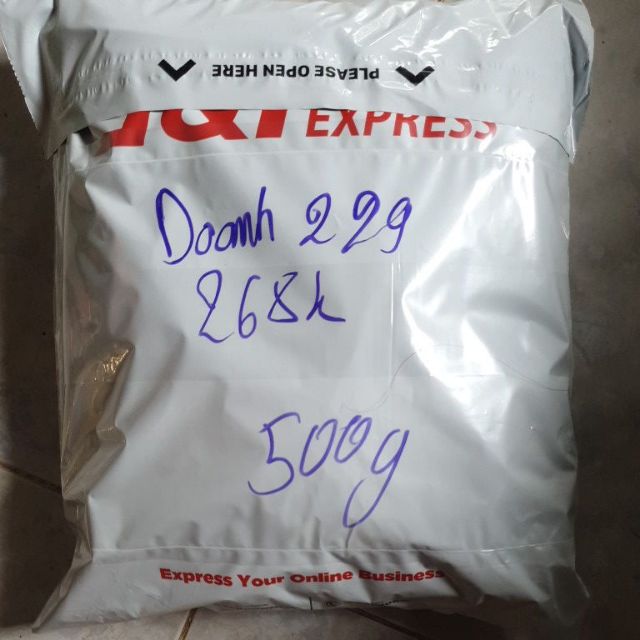 PLEASE OPEN HERE
J&T EXPRESS
Doanh 229
268k
500g
Express Your Online Business